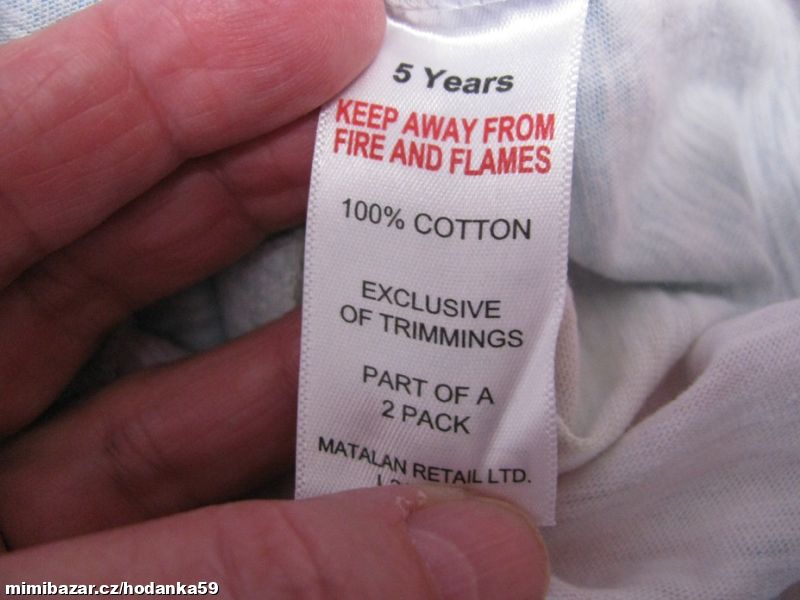 5 Years
KEEP AWAY FROM
FIRE AND FLAMES
100% COTTON
EXCLUSIVE
OF TRIMMINGS
PART OF A
2 PACK
MATALAN RETAIL LTD.
mimibazar.cz/hodanka59